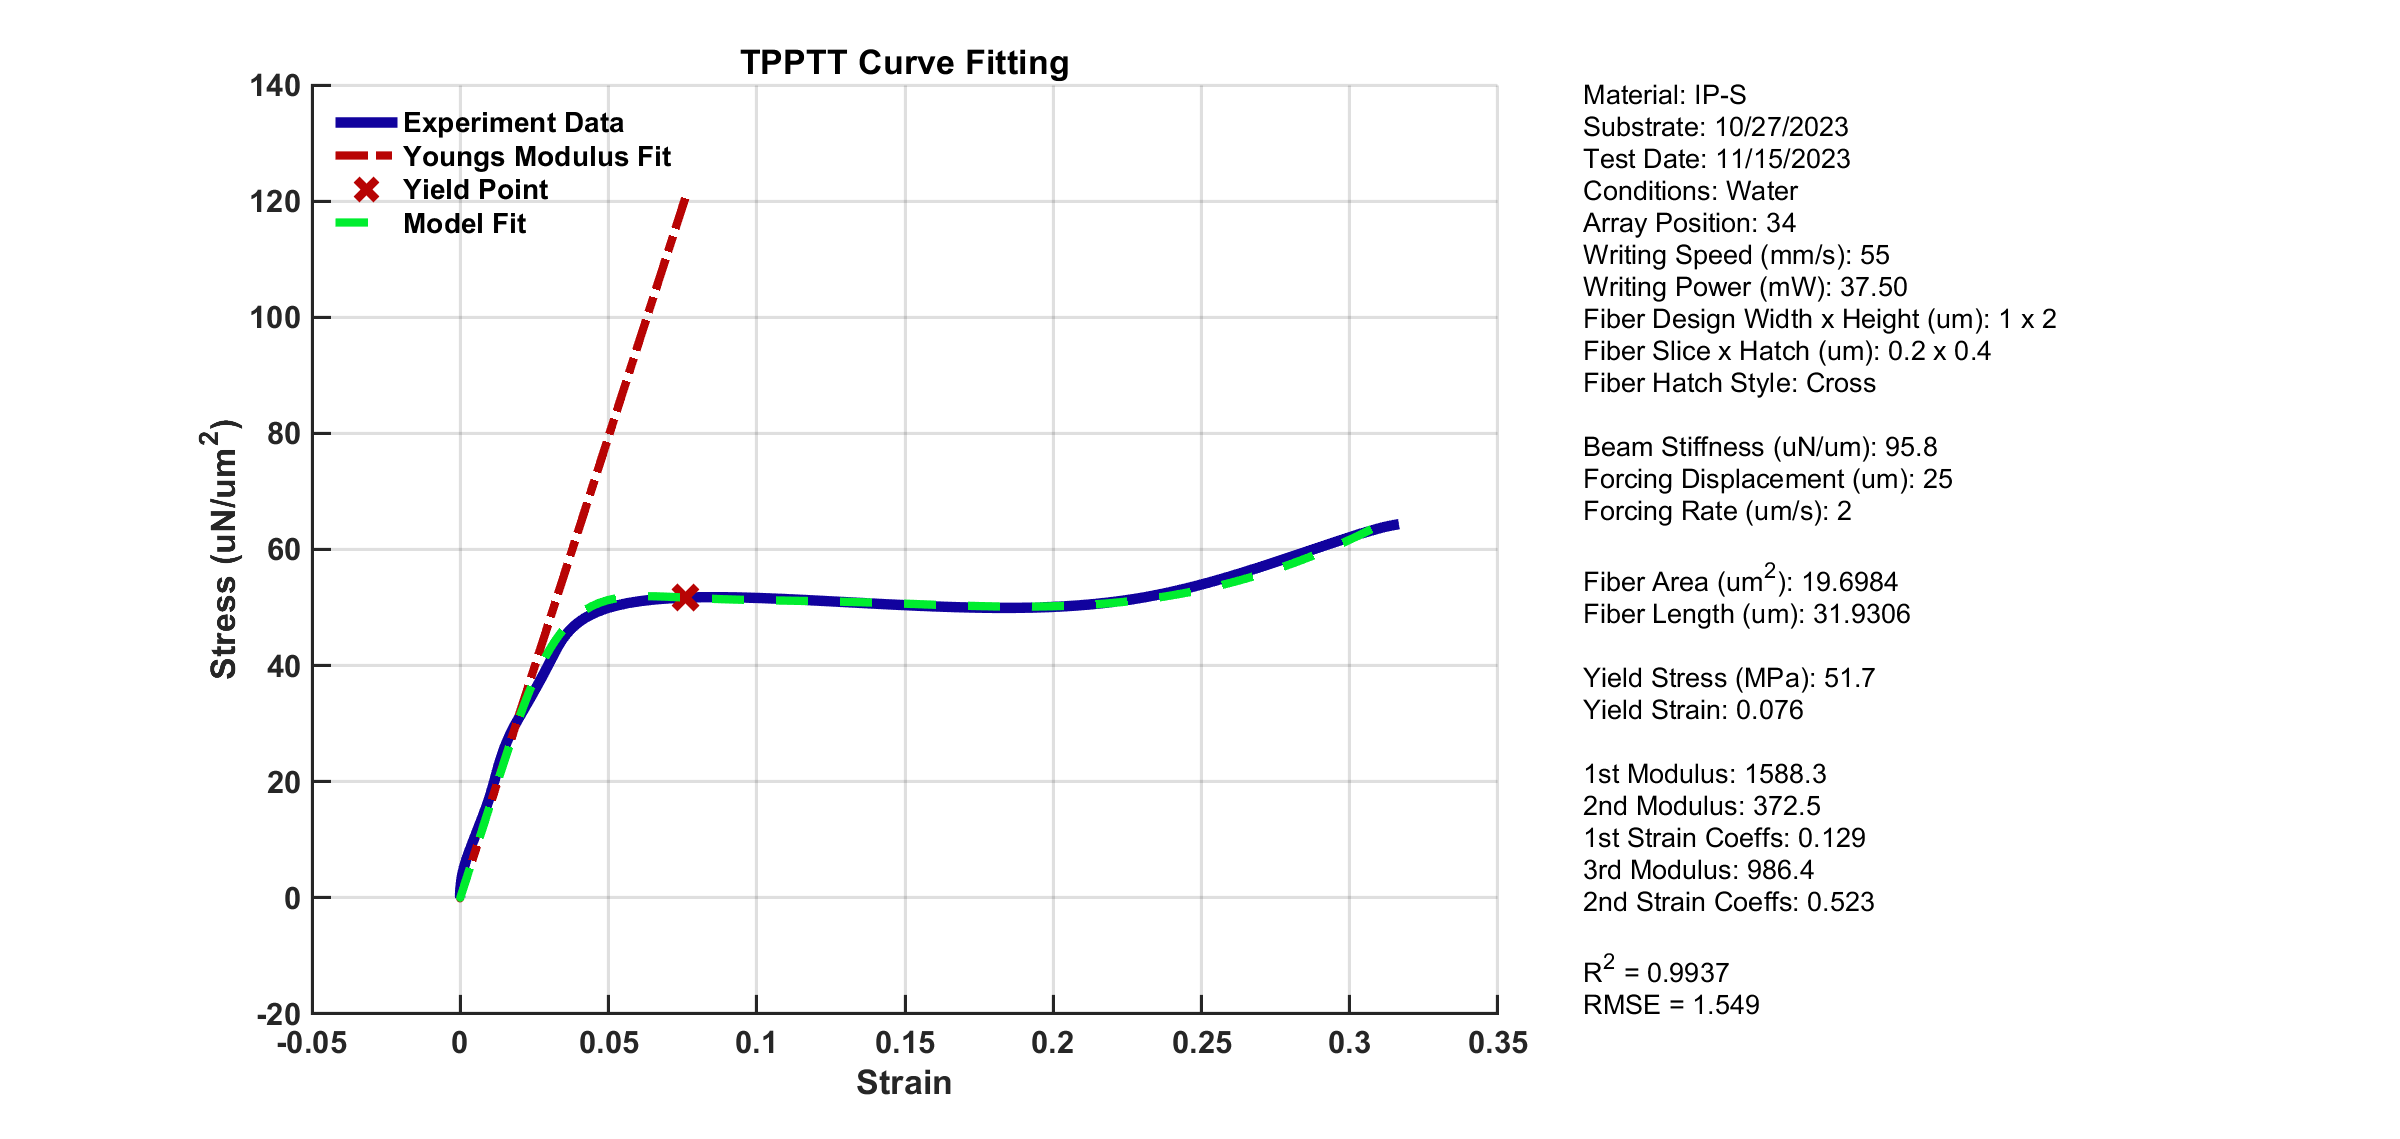 TPPTT Curve Fitting
140
120
100
80
60
40
20
0
-20
Stress (uN/um2)
Experiment Data
Youngs Modulus Fit
Yield Point
Model Fit
-0.05 0 0.05 0.1 0.15 0.2 0.25 0.3 0.35
Strain
Material: IP-S
Substrate: 10/27/2023
Test Date: 11/15/2023
Conditions: Water
Array Position: 34
Writing Speed (mm/s): 55
Writing Power (mW): 37.50
Fiber Design Width x Height (um): 1 x 2
Fiber Slice x Hatch (um): 0.2 x 0.4
Fiber Hatch Style: Cross
Beam Stiffness (uN/um): 95.8
Forcing Displacement (um): 25
Forcing Rate (um/s): 2
Fiber Area (um2): 19.6984
Fiber Length (um): 31.9306
Yield Stress (MPa): 51.7
Yield Strain: 0.076
1st Modulus: 1588.3
2nd Modulus: 372.5
1st Strain Coeffs: 0.129
3rd Modulus: 986.4
2nd Strain Coeffs: 0.523
R2 = 0.9937
RMSE = 1.549